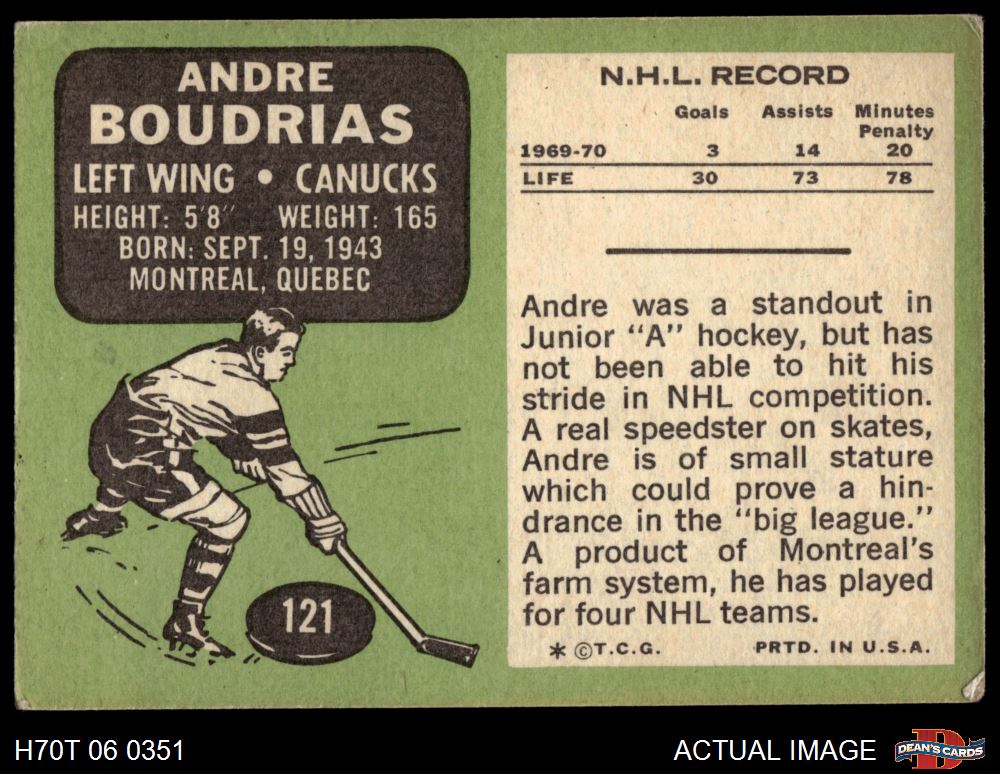 ANDRE
BOUDRIAS
LEFT WING • CANUCKS
HEIGHT: 5'8" WEIGHT: 165
BORN: SEPT. 19, 1943
MONTREAL, QUEBEC
121
N.H.L. RECORD
Goals Assists Minutes Penalty
1969-70 3 14 20
LIFE 30 73 78
Andre was a standout in
Junior "A" hockey, but has
not been able to hit his
stride in NHL competition.
A real speedster on skates,
Andre is of small stature
which could prove a hin-
drance in the "big league."
A product of Montreal's
farm system, he has played
for four NHL teams.
* ©T.C.G. PRTD. IN U.S.A.
H70T 06 0351
ACTUAL IMAGE
D
DEAN'S CARDS